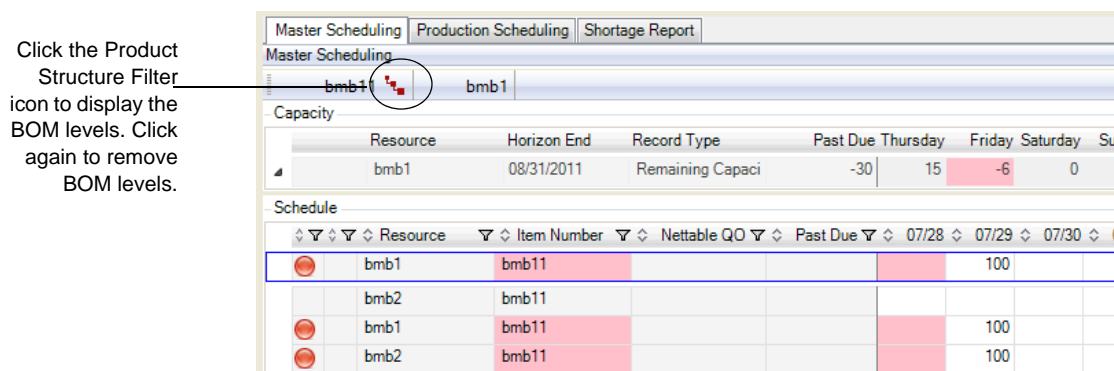 Click the Product
Structure Filter
icon to display the
BOM levels. Click
again to remove
BOM levels.
Master Scheduling Production Scheduling Shortage Report
Master Scheduling
bmb11 bmb1
Capacity
Resource Horizon End Record Type Past Due Thursday Friday Saturday Su
bmb1 08/31/2011 Remaining Capaci -30 15 -6 0
Schedule
Resource Item Number Nettable QO Past Due 07/28 07/29 07/30
bmb1 bmb11 100
bmb2 bmb11
bmb1 bmb11 100
bmb2 bmb11 100